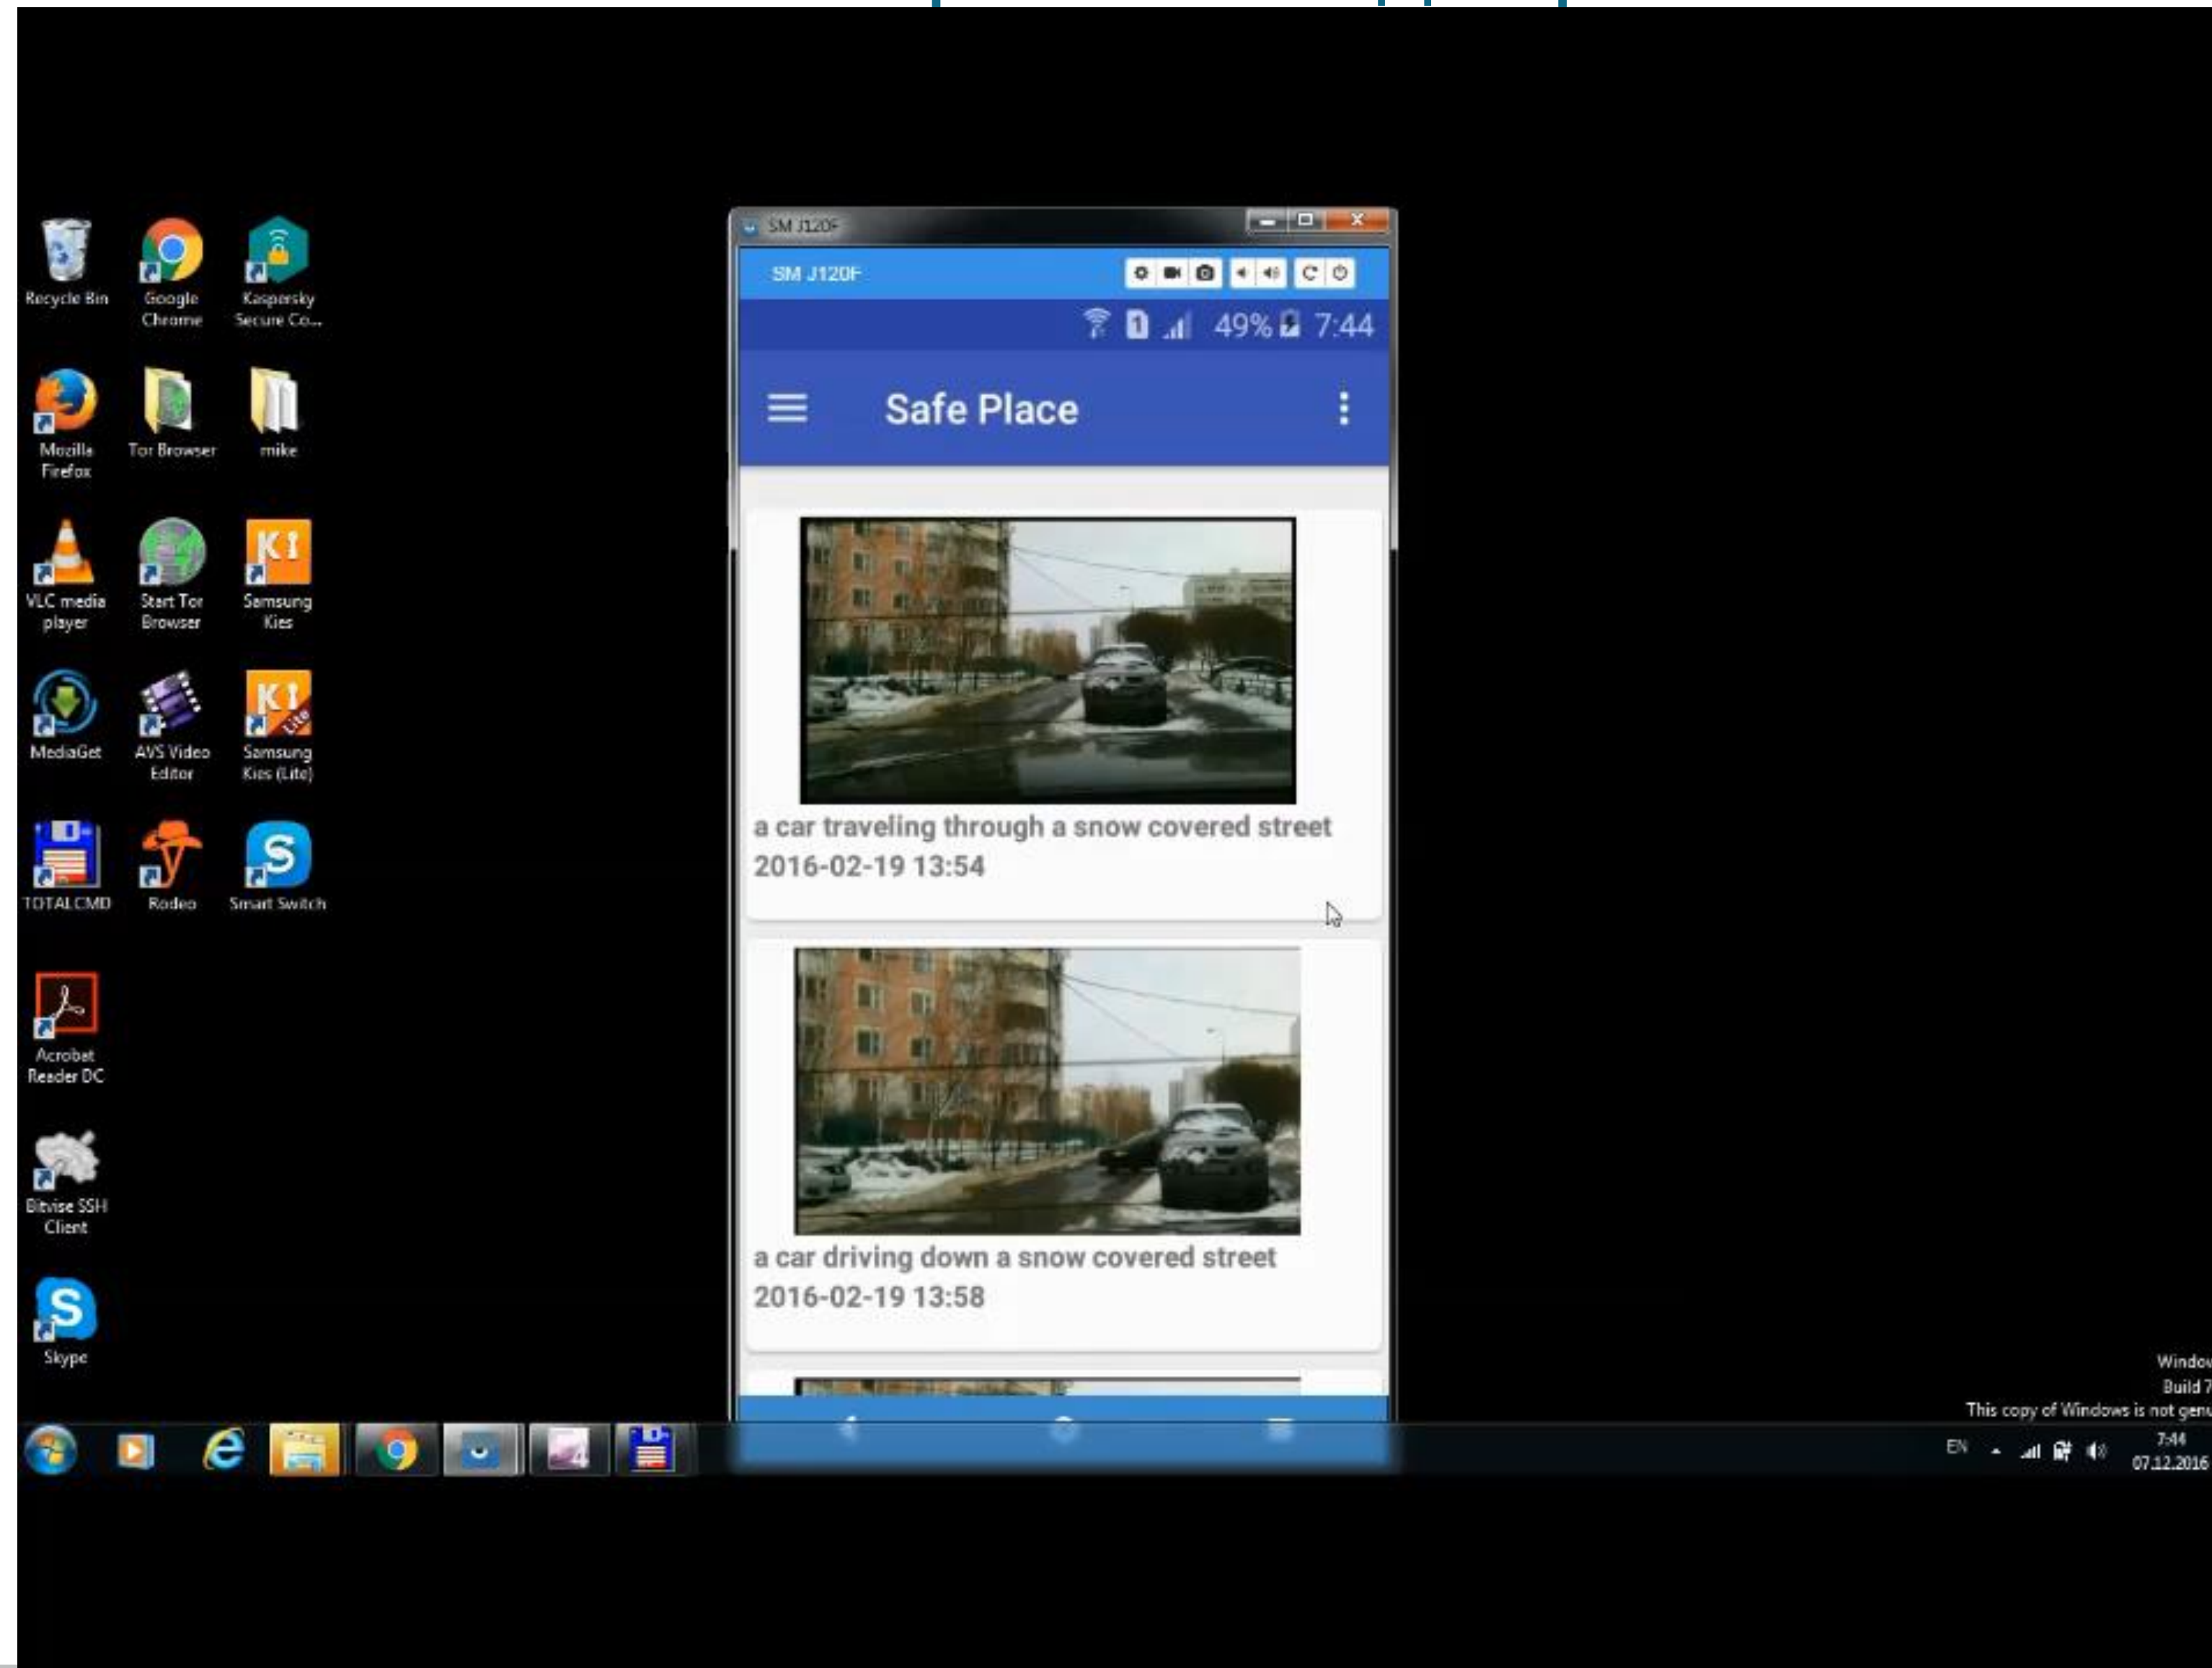 Recycle Bin
Google
Chrome
Kaspersky
Secure Co...
Mozilla
Firefox
Tor Browser
mike
VLC media
player
Start Tor
Browser
Samsung
Kies
MediaGet
AVS Video
Editor
Samsung
Kies (Lite)
TOTALCMD
Rodeo
Smart Switch
Acrobat
Reader DC
Bitvise SSH
Client
Skype
SM J120F
SM J120F
1 49% 7:44
Safe Place
a car traveling through a snow covered street
2016-02-19 13:54
a car driving down a snow covered street
2016-02-19 13:58
Window
Build 7
This copy of Windows is not genu
EN
7:44
07.12.2016